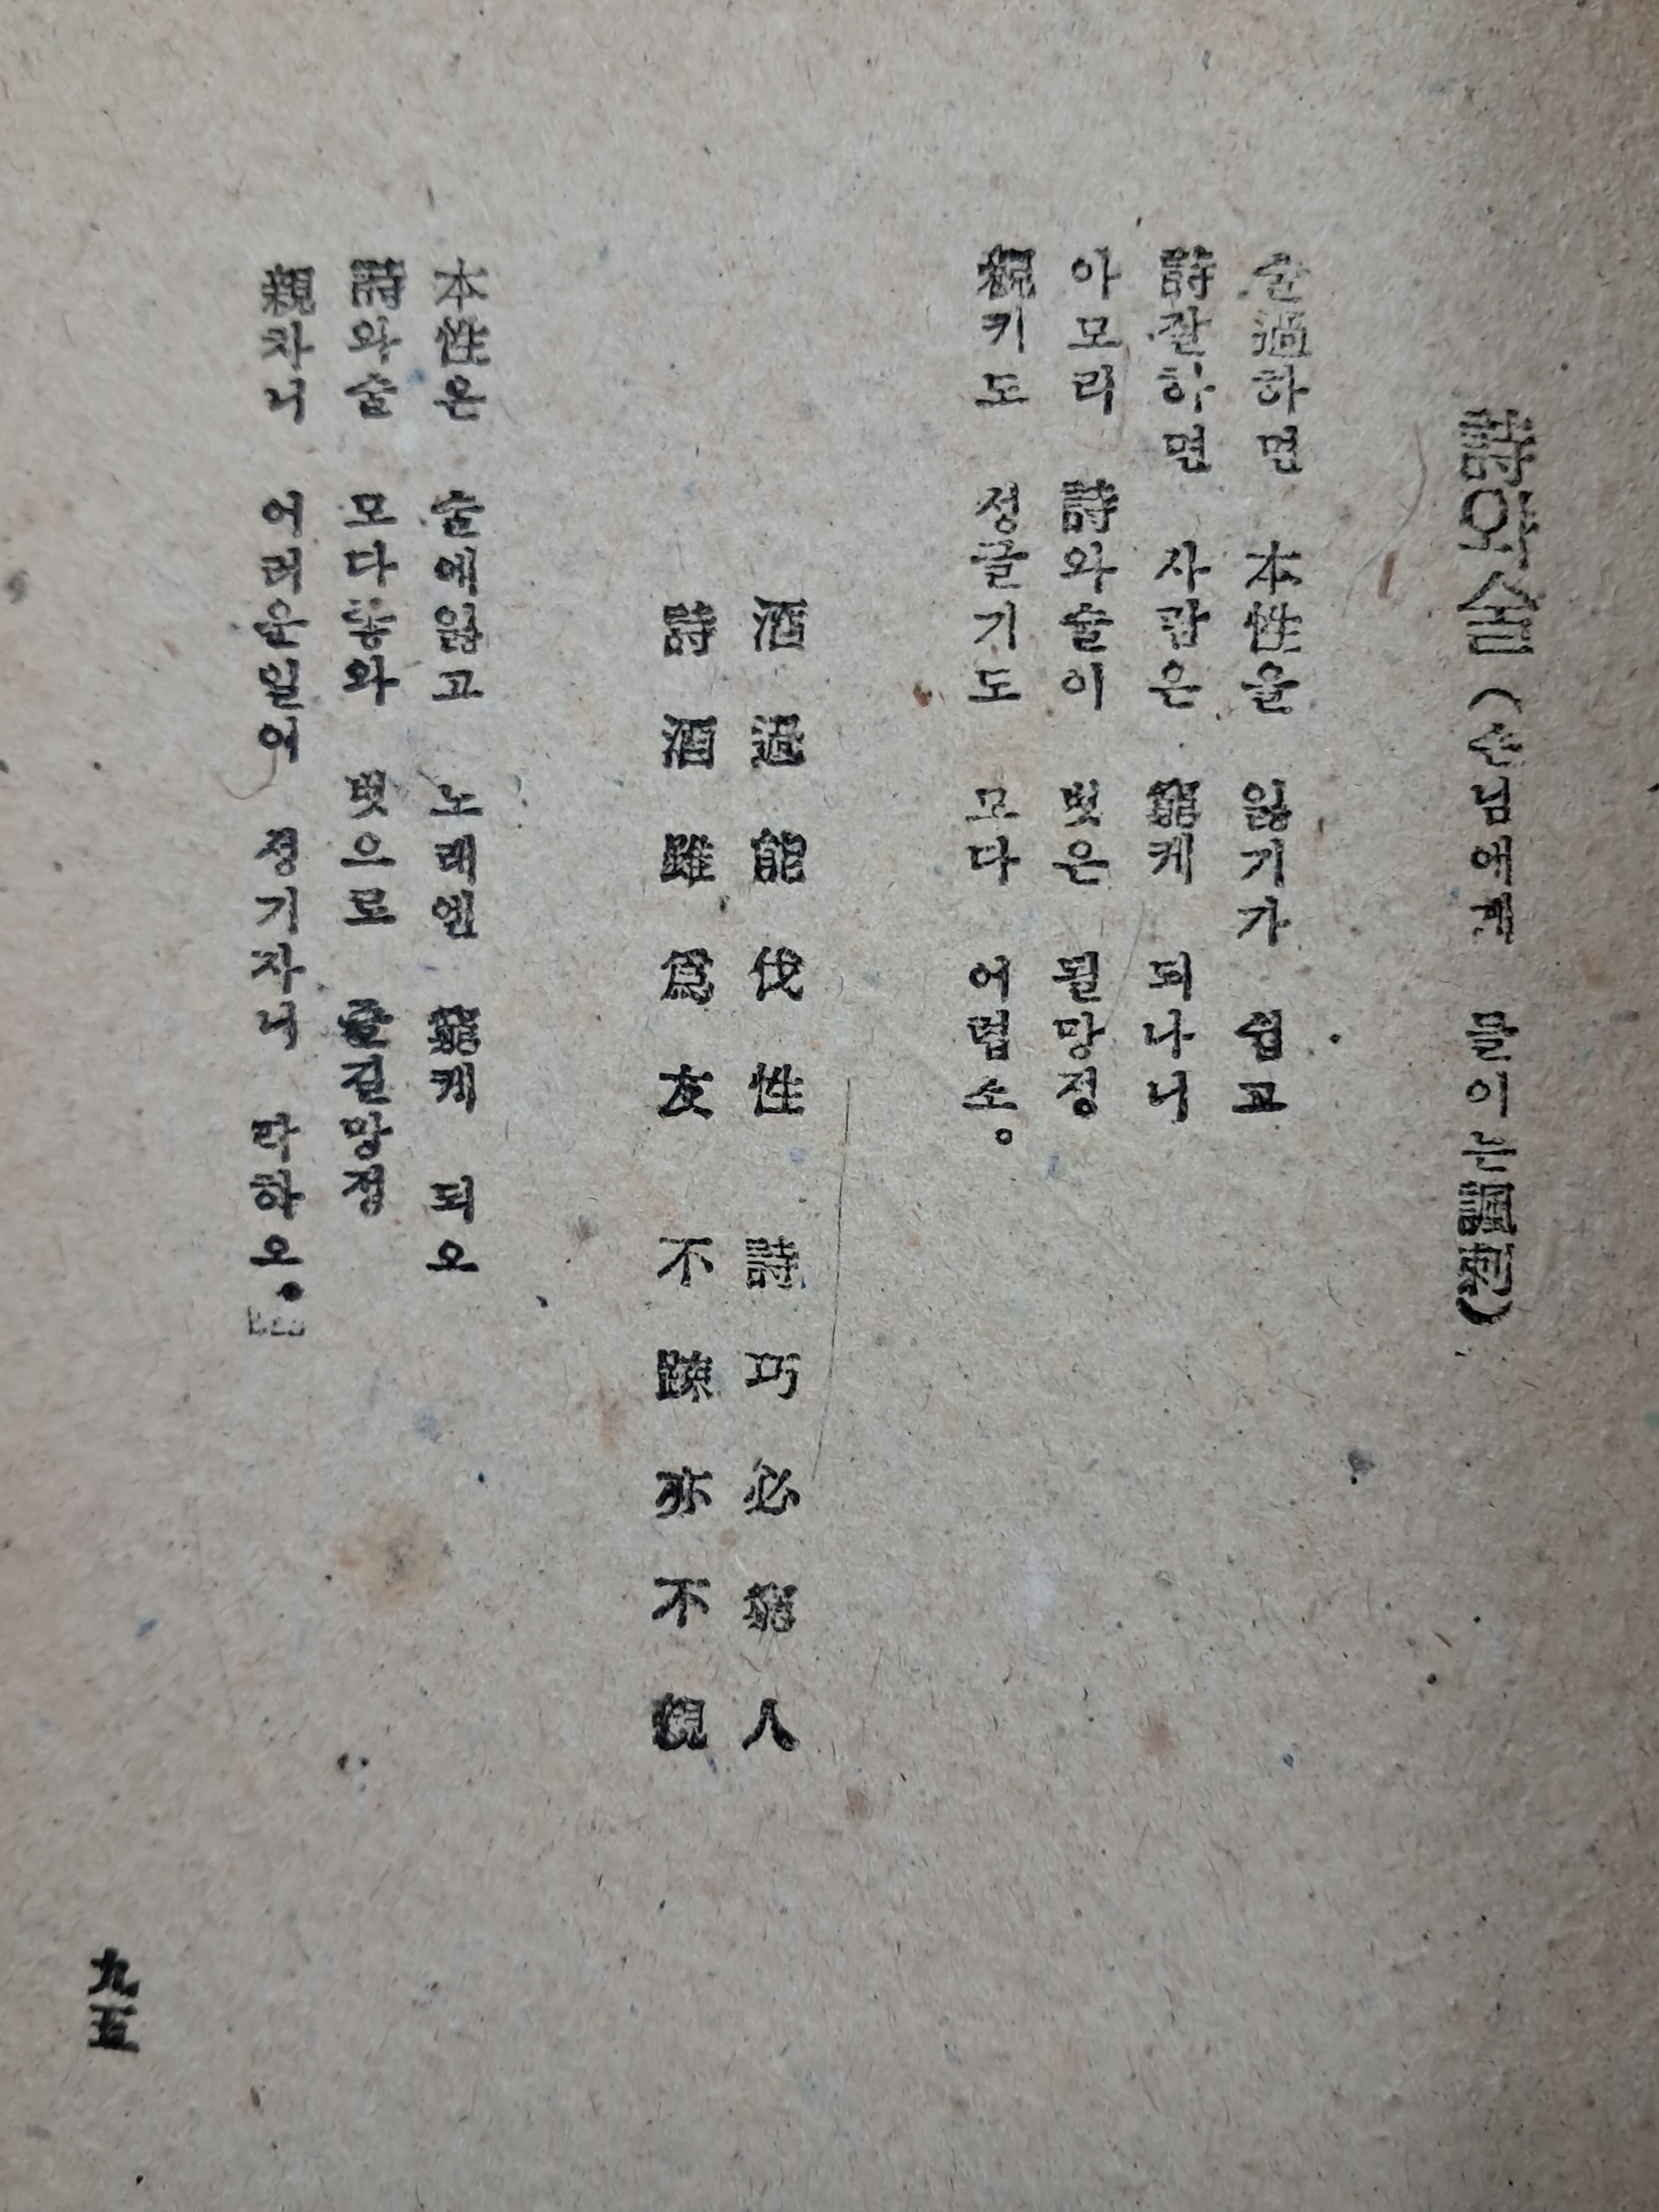 詩와술(손님에게 들이는調刺)
술過하면 本性을 잃기가 쉽고
詩잘하면 사람은 窮케 되나니
아모리 詩와술이 벗은 될망정
親키도 정글기도 모다 어렵소。
酒過能伐性 詩巧必窮人
詩酒雖爲友 不疎亦不親
本性은 술에잃고 노래엔 窮케 되오
詩와술 모다좋와 벗으로 즐길망정
親차니 어려운일어 정기자니 락하오。
九五